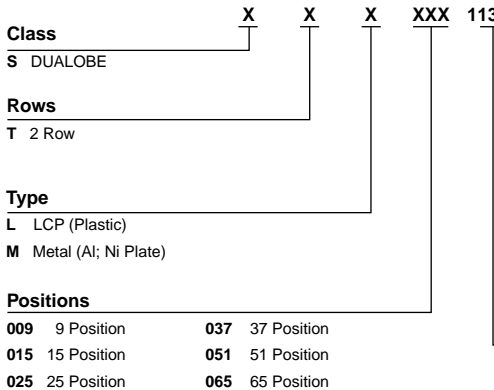 X X X XXX 113
Class
S DUALOBE
Rows
T 2 Row
Type
L LCP (Plastic)
M Metal (Al; Ni Plate)
Positions
009 9 Position 037 37 Position
015 15 Position 051 51 Position
025 25 Position 065 65 Position